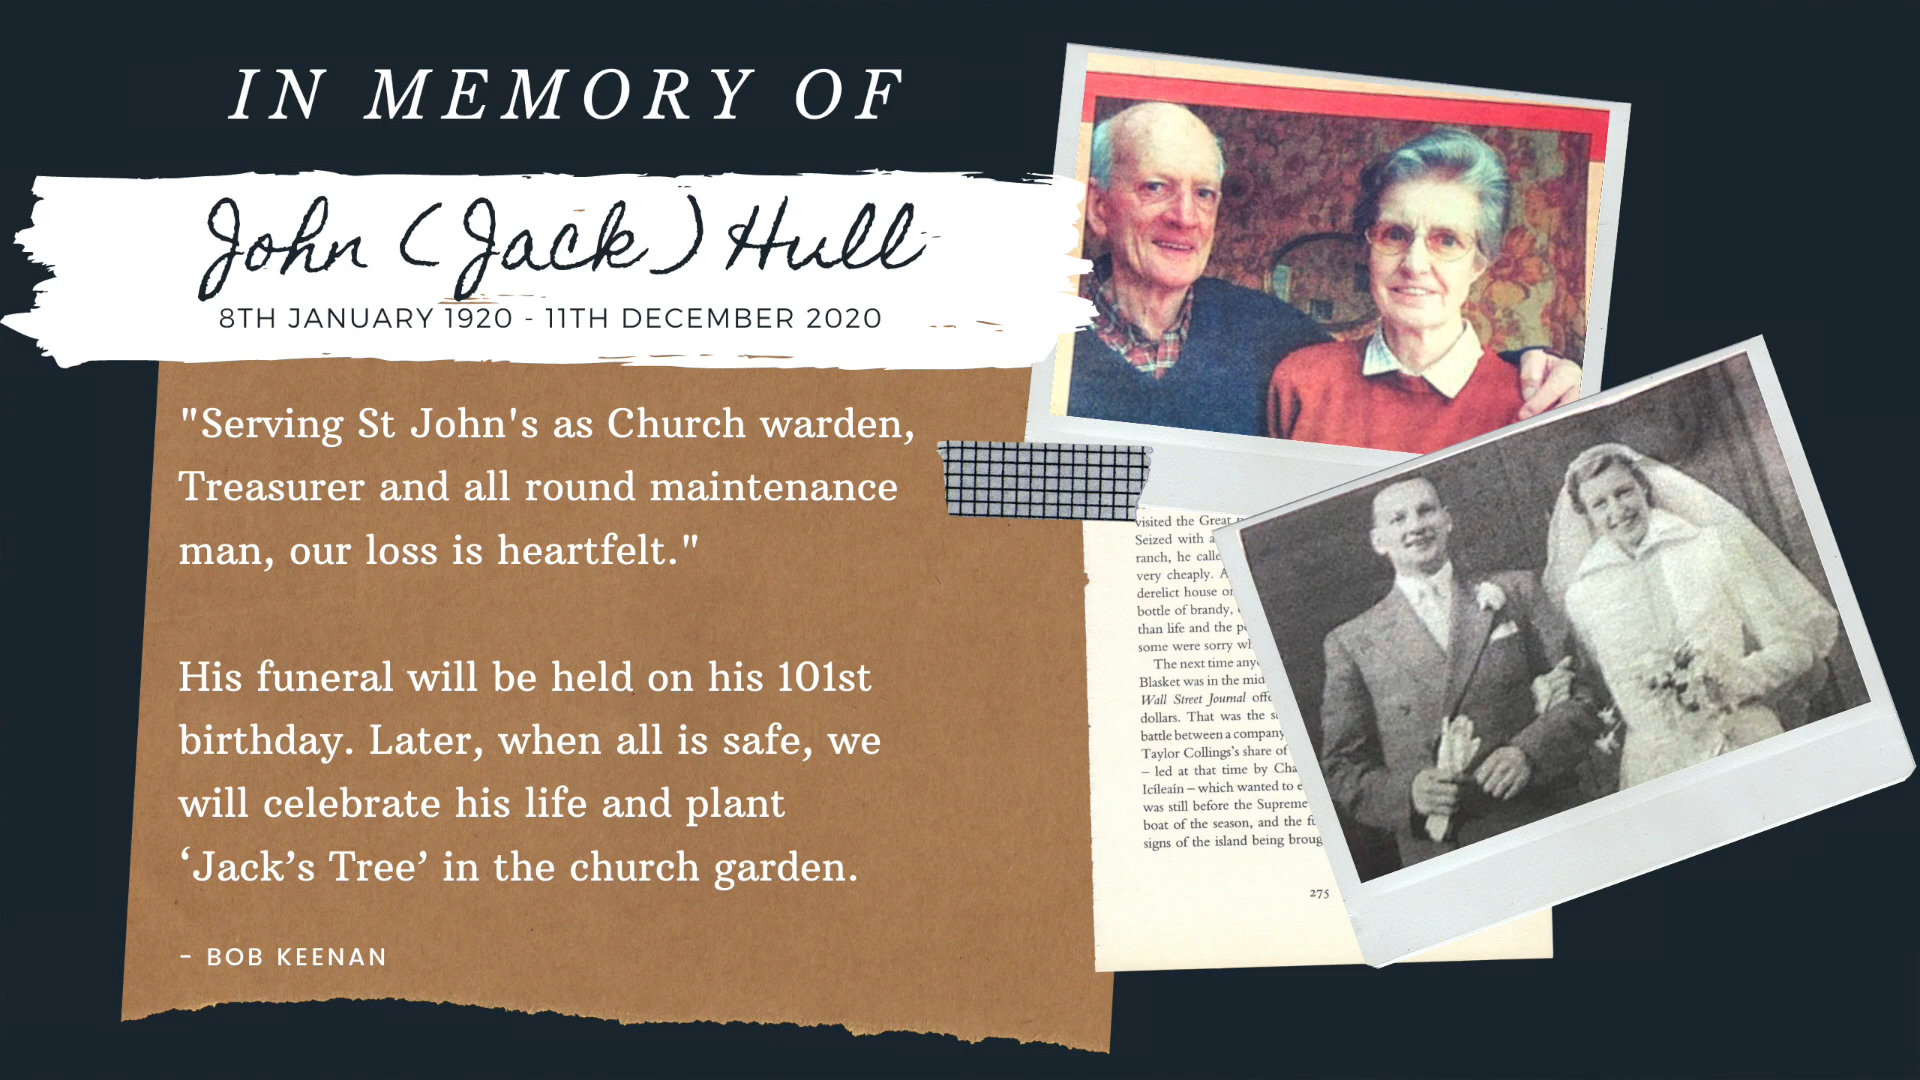 IN MEMORY OF
John (Jack) Hull
8TH JANUARY 1920 - 11TH DECEMBER 2020
"Serving St John's as Church warden,
Treasurer and all round maintenance
man, our loss is heartfelt."
His funeral will be held on his 101st
birthday. Later, when all is safe, we
will celebrate his life and plant
‘Jack’s Tree’ in the church garden.
- BOB KEENAN
visited the Great
Seized with a
ranch, he calle
very cheaply. A
derelict house or
bottle of brandy,
than life and the
some were sorry
The next time any
Blasket was in the mid
Wall Street Journal offe
dollars. That was the
battle between a company
Taylor Collings's share of
– led at that time by Cha
Icíleaín – which wanted to
was still before the Supreme
boat of the season, and the
signs of the island being broug
275